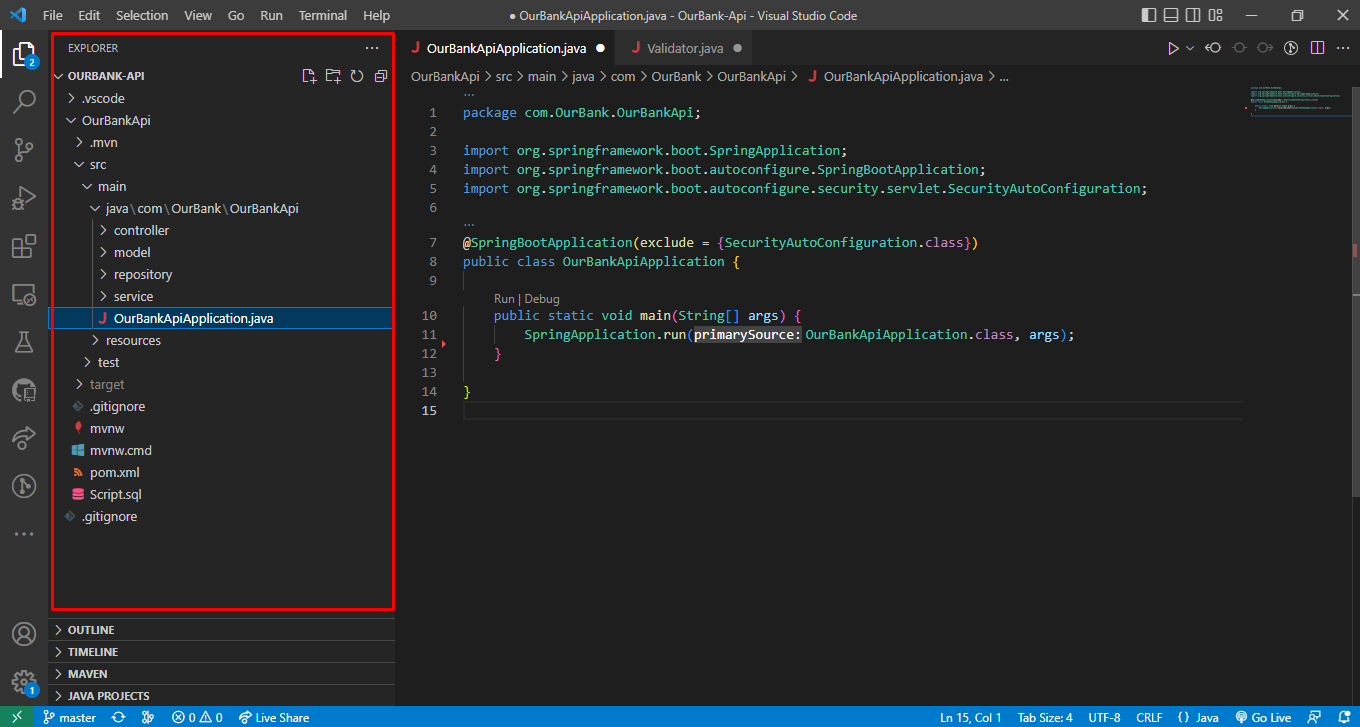 File Edit Selection View Go Run Terminal Help ● OurBankApiApplication.java - OurBank-Api - Visual Studio Code
EXPLORER ...
OURBANK-API
.vscode
OurBankApi
.mvn
src
main
java\com\OurBank\OurBankApi
controller
model
repository
service
J OurBankApiApplication.java
resources
test
target
.gitignore
mvnw
mvnw.cmd
pom.xml
Script.sql
.gitignore
OUTLINE
TIMELINE
MAVEN
JAVA PROJECTS
2
1
J OurBankApiApplication.java ● J Validator.java ●
OurBankApi > src > main > java > com > OurBank > OurBankApi > J OurBankApiApplication.java > ...
...
1 package com.OurBank.OurBankApi;
2
3 import org.springframework.boot.SpringApplication;
4 import org.springframework.boot.autoconfigure.SpringBootApplication;
5 import org.springframework.boot.autoconfigure.security.servlet.SecurityAutoConfiguration;
6
...
7 @SpringBootApplication(exclude = {SecurityAutoConfiguration.class})
8 public class OurBankApiApplication {
9
Run | Debug
10 public static void main(String[] args) {
11 SpringApplication.run(primarySource:OurBankApiApplication.class, args);
12 }
13
14 }
15
master 0 0 Live Share Ln 15, Col 1 Tab Size: 4 UTF-8 CRLF {} Java Go Live